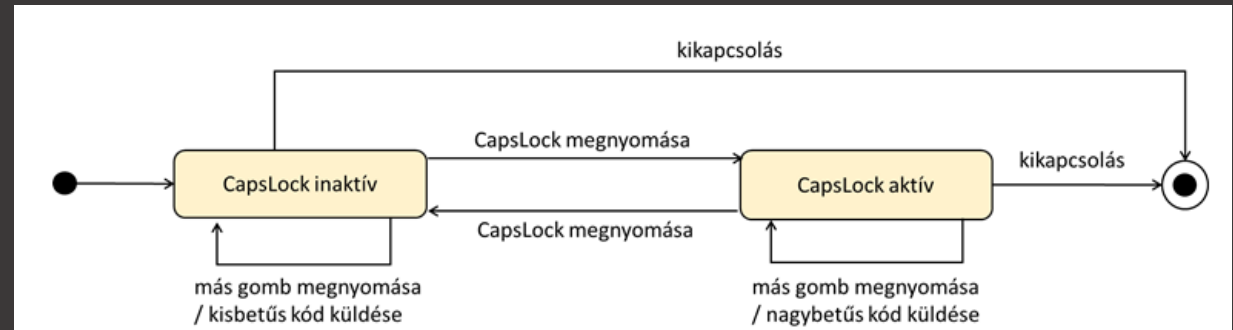 kikapcsolás
CapsLock megnyomása
CapsLock inaktív
CapsLock aktív
kikapcsolás
CapsLock megnyomása
más gomb megnyomása
/ kisbetűs kód küldése
más gomb megnyomása
/ nagybetűs kód küldése